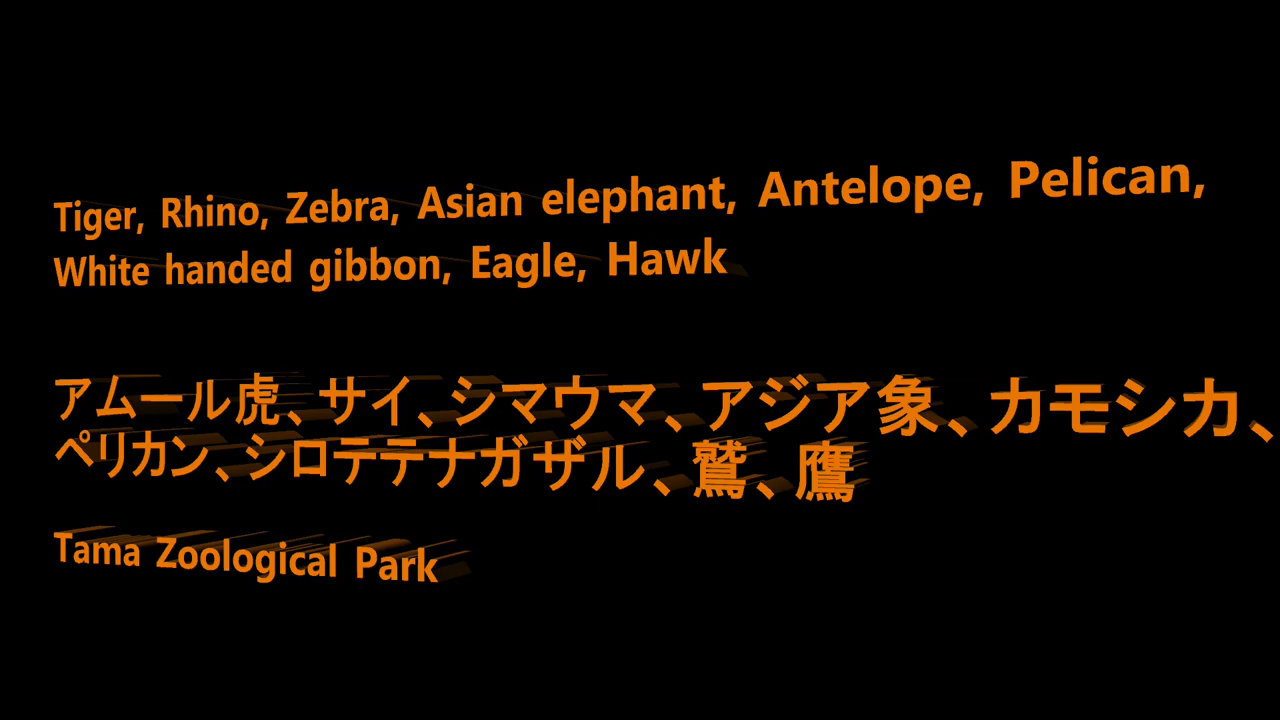 Tiger, Rhino, Zebra, Asian elephant, Antelope, Pelican,
White handed gibbon, Eagle, Hawk
アムール虎、サイ、シマウマ、アジア象、カモシカ、
ペリカン、シロテテナガザル、鷲、鷹
Tama Zoological Park